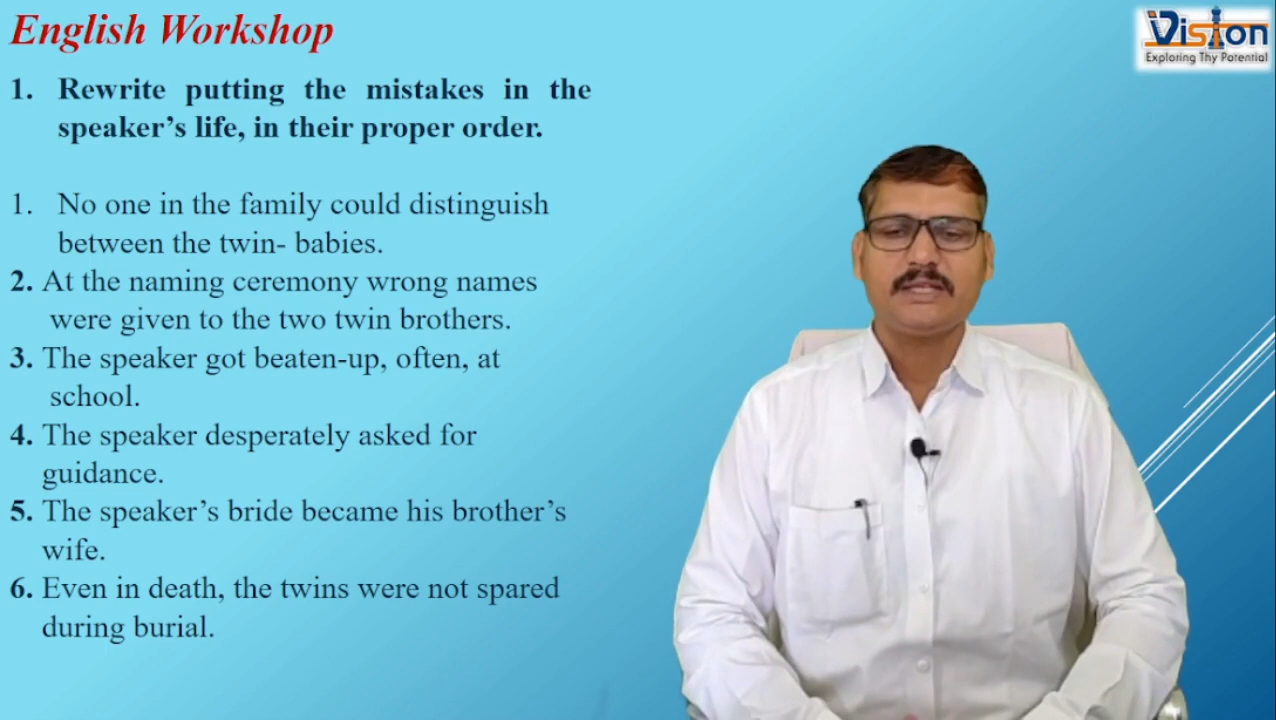 English Workshop
Vision
Exploring Thy Potential
1. Rewrite putting the mistakes in the
speaker's life, in their proper order.
1. No one in the family could distinguish
between the twin- babies.
2. At the naming ceremony wrong names
were given to the two twin brothers.
3. The speaker got beaten-up, often, at
school.
4. The speaker desperately asked for
guidance.
5. The speaker's bride became his brother's
wife.
6. Even in death, the twins were not spared
during burial.